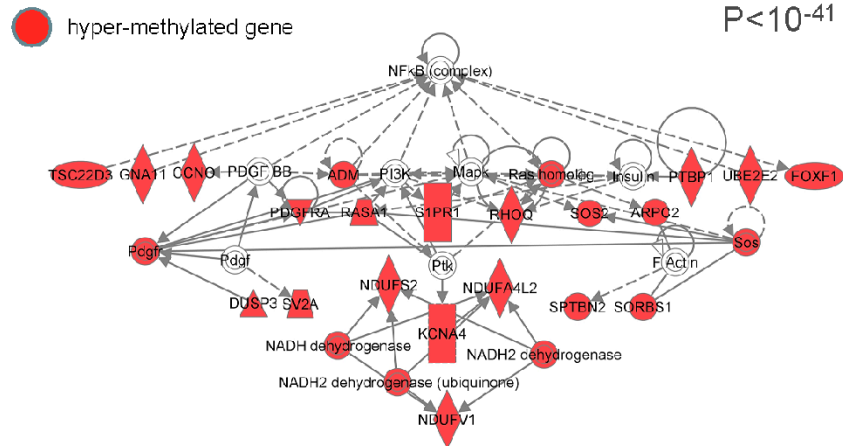 hyper-methylated gene
P<10-41
NFkB (complex)
TSC22D3
GNA11
CCNO
PDGF BB
ADM
PI3K
Mapk
Ras homolog
Insulin
PTBP1
UBE2E2
FOXF1
PDGFRA
RASA1
S1PR1
RHOQ
SOS2
ARPC2
Pdgfr
Pdgf
Ptk
F Actin
Sos
DUSP3
SV2A
NDUFS2
NDUFA4L2
SPTBN2
SORBS1
KCNA4
NADH dehydrogenase
NADH2 dehydrogenase
NADH2 dehydrogenase (ubiquinone)
NDUFV1